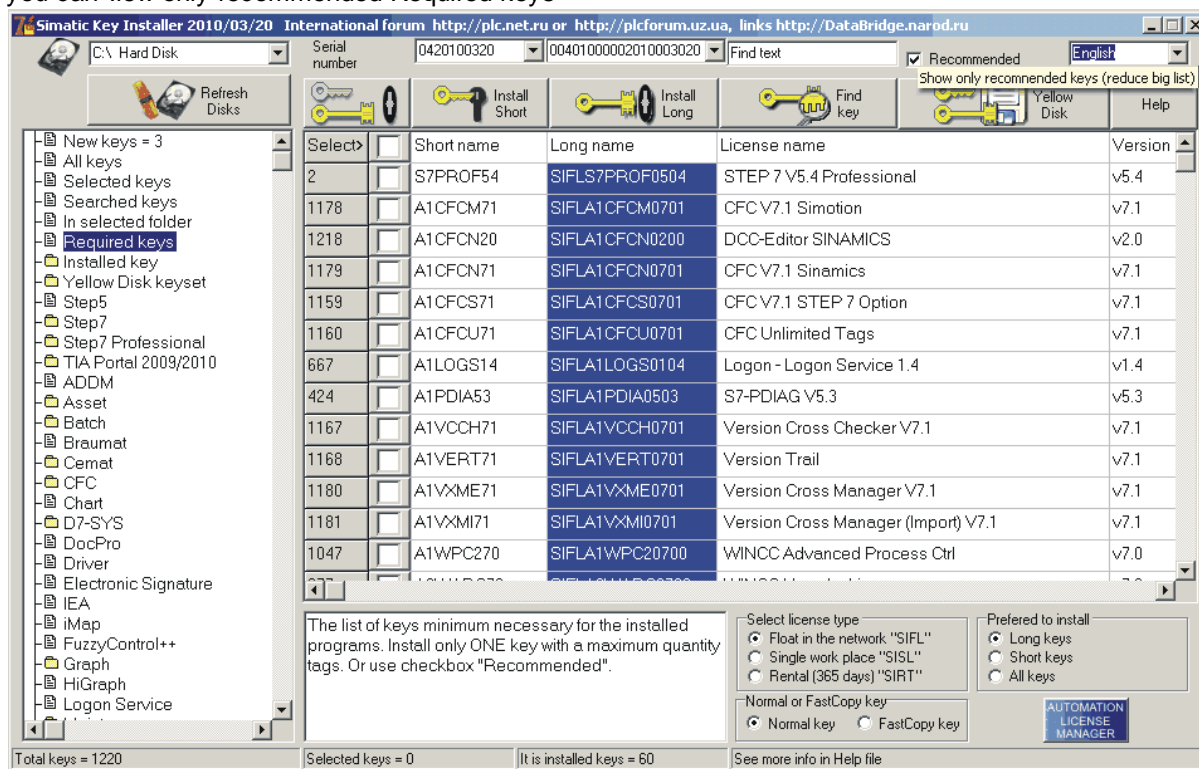 you can view only recommended Required keys
Simatic Key Installer 2010/03/20 International forum http://plc.net.ru or http://plcforum.uz.ua, links http://DataBridge.narod.ru
C:\ Hard Disk
Serial number
0420100320
00401000002010003020
Find text
Recommended
English
Show only recomnended keys (reduce big list)
Refresh Disks
Install Short
Install Long
Find key
Yellow Disk
Help
New keys = 3
All keys
Selected keys
Searched keys
In selected folder
Required keys
Installed key
Yellow Disk keyset
Step5
Step7
Step7 Professional
TIA Portal 2009/2010
ADDM
Asset
Batch
Braumat
Cemat
CFC
Chart
D7-SYS
DocPro
Driver
Electronic Signature
IEA
iMap
FuzzyControl++
Graph
HiGraph
Logon Service
Select> Short name Long name License name Version
2 S7PROF54 SIFLS7PROF0504 STEP 7 V5.4 Professional v5.4
1178 A1CFCM71 SIFLA1CFCM0701 CFC V7.1 Simotion v7.1
1218 A1CFCN20 SIFLA1CFCN0200 DCC-Editor SINAMICS v2.0
1179 A1CFCN71 SIFLA1CFCN0701 CFC V7.1 Sinamics v7.1
1159 A1CFCS71 SIFLA1CFCS0701 CFC V7.1 STEP 7 Option v7.1
1160 A1CFCU71 SIFLA1CFCU0701 CFC Unlimited Tags v7.1
667 A1LOGS14 SIFLA1LOGS0104 Logon - Logon Service 1.4 v1.4
424 A1PDIA53 SIFLA1PDIA0503 S7-PDIAG V5.3 v5.3
1167 A1VCCH71 SIFLA1VCCH0701 Version Cross Checker V7.1 v7.1
1168 A1VERT71 SIFLA1VERT0701 Version Trail v7.1
1180 A1VXME71 SIFLA1VXME0701 Version Cross Manager V7.1 v7.1
1181 A1VXMI71 SIFLA1VXMI0701 Version Cross Manager (Import) V7.1 v7.1
1047 A1WPC270 SIFLA1WPC20700 WINCC Advanced Process Ctrl v7.0
The list of keys minimum necessary for the installed
programs. Install only ONE key with a maximum quantity
tags. Or use checkbox "Recommended".
Select license type
Float in the network "SIFL"
Single work place "SISL"
Rental (365 days) "SIRT"
Prefered to install
Long keys
Short keys
All keys
Normal or FastCopy key
Normal key FastCopy key
AUTOMATION
LICENSE
MANAGER
Total keys = 1220 Selected keys = 0 It is installed keys = 60 See more info in Help file